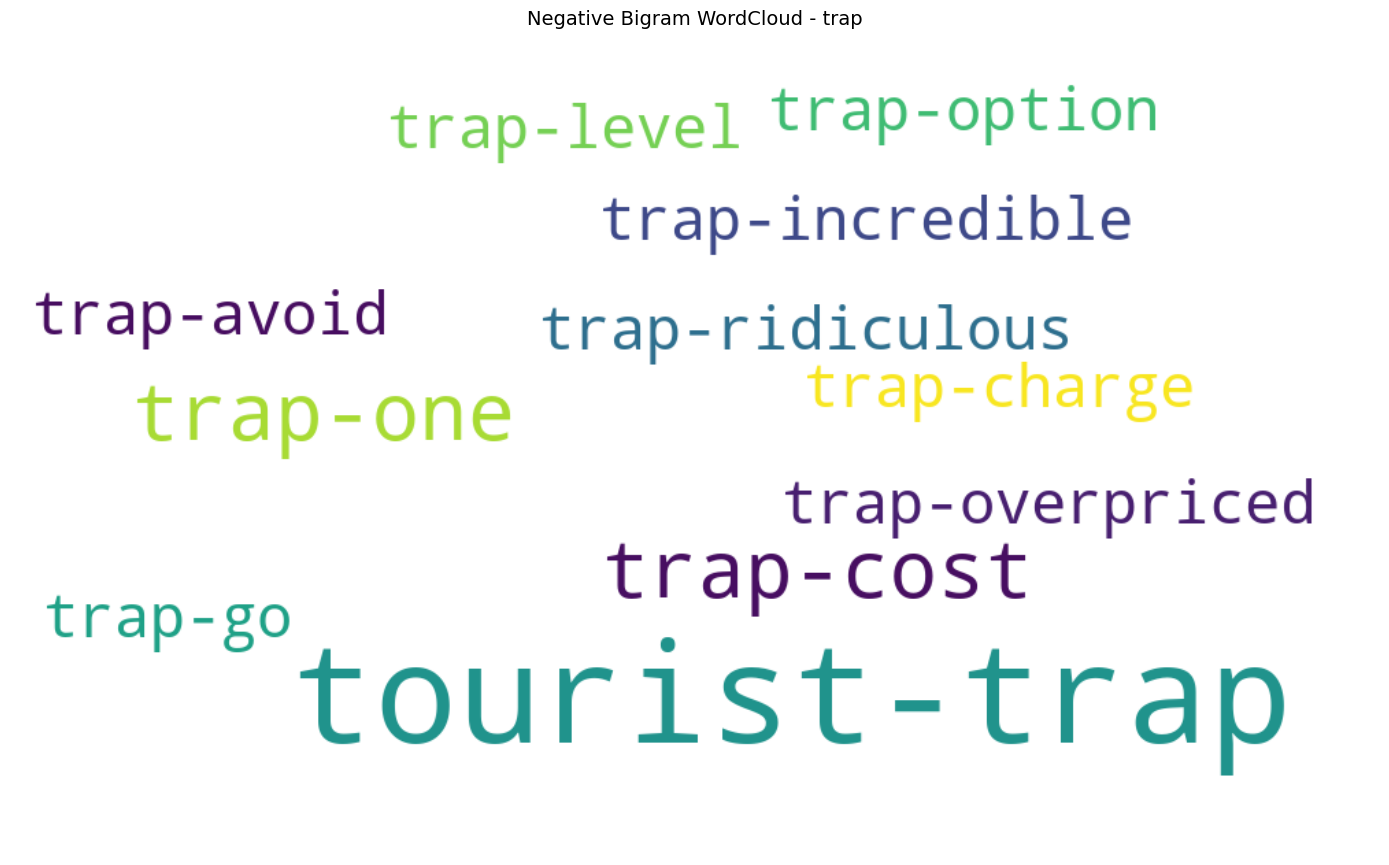 Negative Bigram WordCloud - trap
trap-level
trap-option
trap-incredible
trap-avoid
trap-ridiculous
trap-charge
trap-one
trap-overpriced
trap-cost
trap-go
tourist-trap